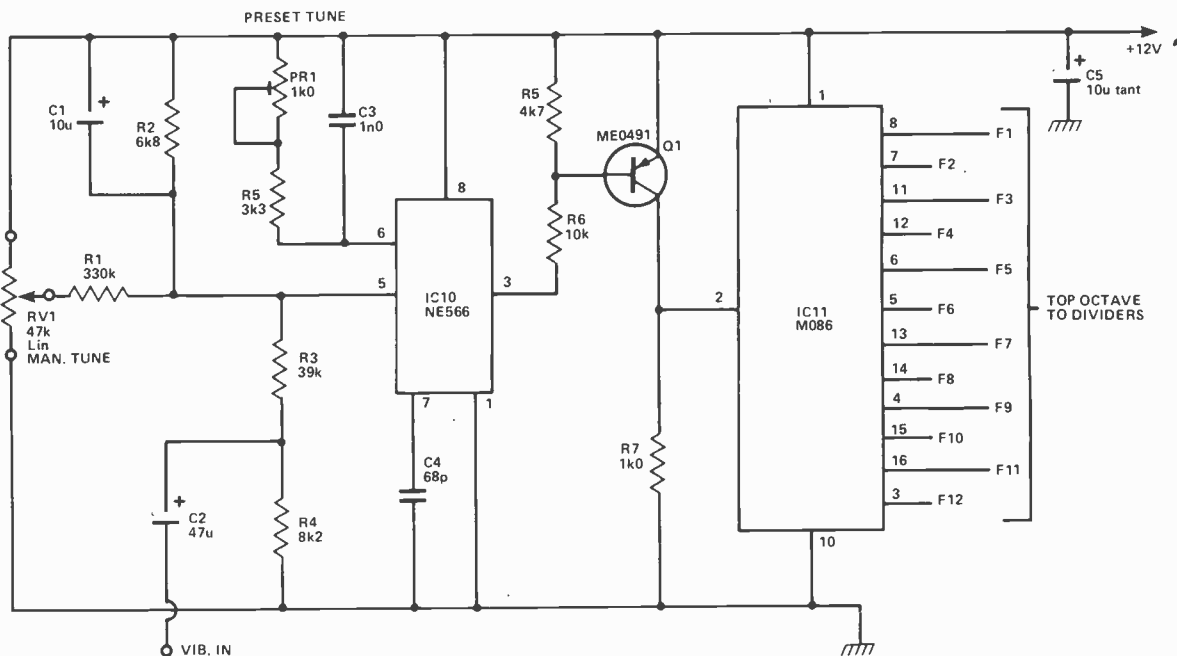 PRESET TUNE
+12V
C1
10u
+
R2
6k8
PR1
1k0
C3
1n0
R5
3k3
R5
4k7
ME0491
Q1
R6
10k
+
C5
10u tant
R1
330k
RV1
47k
Lin
MAN. TUNE
8
6
5
3
IC10
NE566
7
1
R3
39k
C4
68p
+
C2
47u
R4
8k2
R7
1k0
VIB. IN
1
2
IC11
M086
10
8 F1
7 F2
11 F3
12 F4
6 F5
5 F6
13 F7
14 F8
4 F9
15 F10
16 F11
3 F12
TOP OCTAVE
TO DIVIDERS